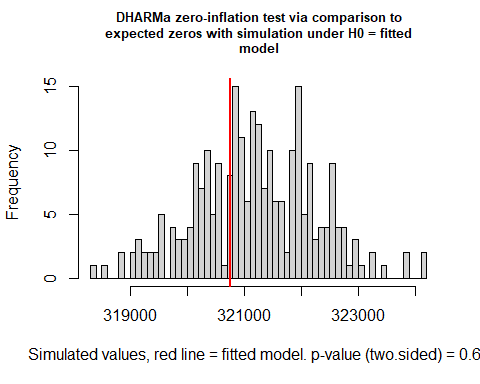 DHARMa zero-inflation test via comparison to
expected zeros with simulation under H0 = fitted
model
Frequency
15
10
5
0
319000 321000 323000
Simulated values, red line = fitted model. p-value (two.sided) = 0.6